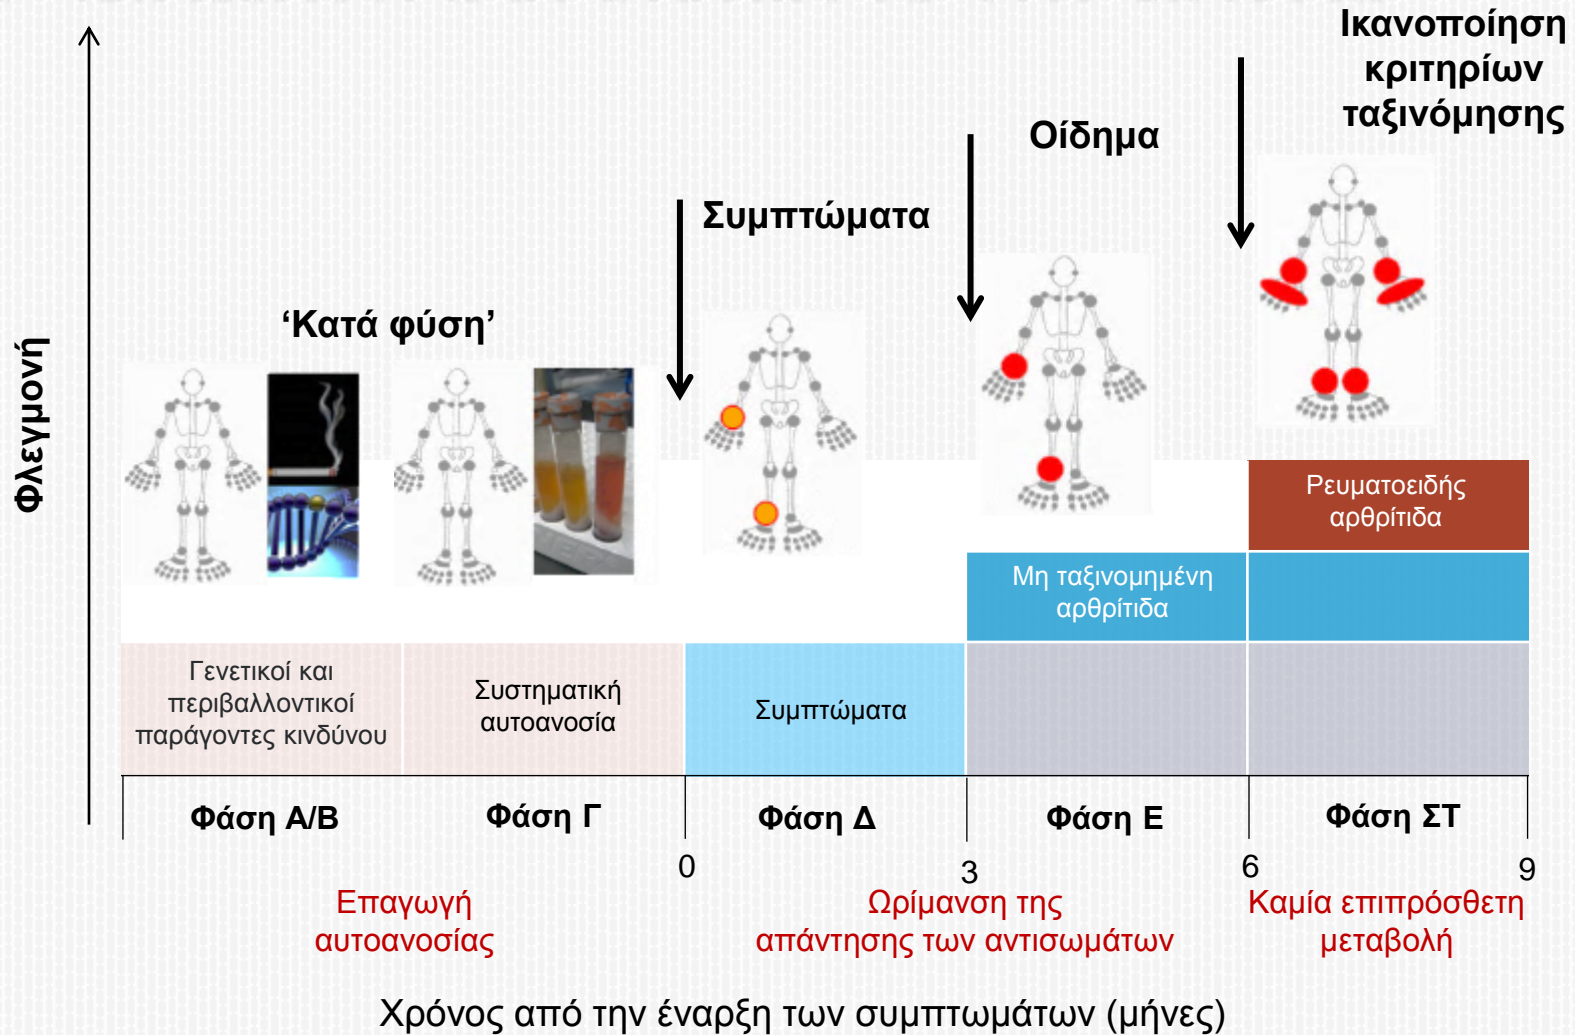 Ικανοποίηση
κριτηρίων
ταξινόμησης
Οίδημα
Συμπτώματα
‘Κατά φύση’
Φλεγμονή
Ρευματοειδής
αρθρίτιδα
Μη ταξινομημένη
αρθρίτιδα
Γενετικοί και
περιβαλλοντικοί
παράγοντες κινδύνου
Συστηματική
αυτοανοσία
Συμπτώματα
Φάση Α/Β
Φάση Γ
Φάση Δ
Φάση Ε
Φάση ΣΤ
0
3
6
9
Επαγωγή
αυτοανοσίας
Ωρίμανση της
απάντησης των αντισωμάτων
Καμία επιπρόσθετη
μεταβολή
Χρόνος από την έναρξη των συμπτωμάτων (μήνες)